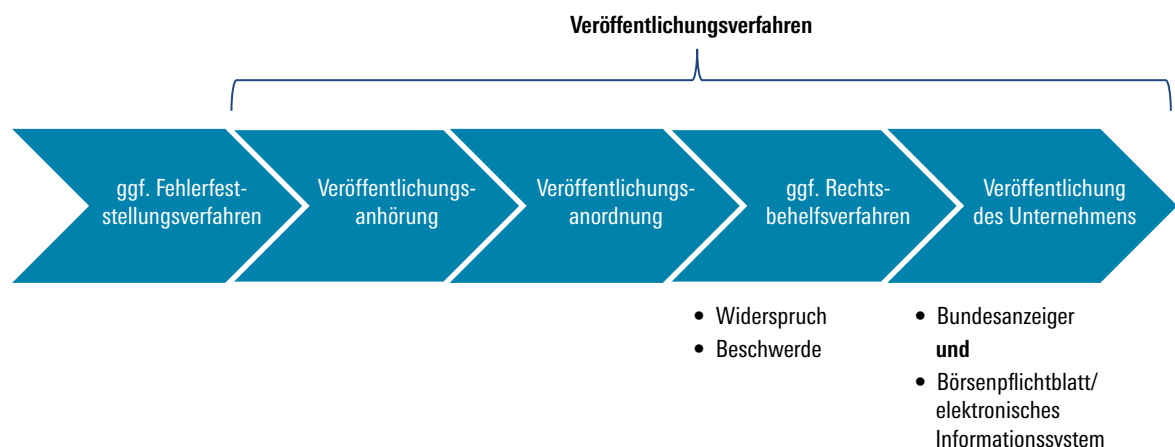 Veröffentlichungsverfahren
ggf. Fehlerfest-
stellungsverfahren
Veröffentlichungs-
anhörung
Veröffentlichungs-
anordnung
ggf. Rechts-
behelfsverfahren
Veröffentlichung
des Unternehmens
• Widerspruch
• Beschwerde
• Bundesanzeiger
und
• Börsenpflichtblatt/
elektronisches
Informationssystem